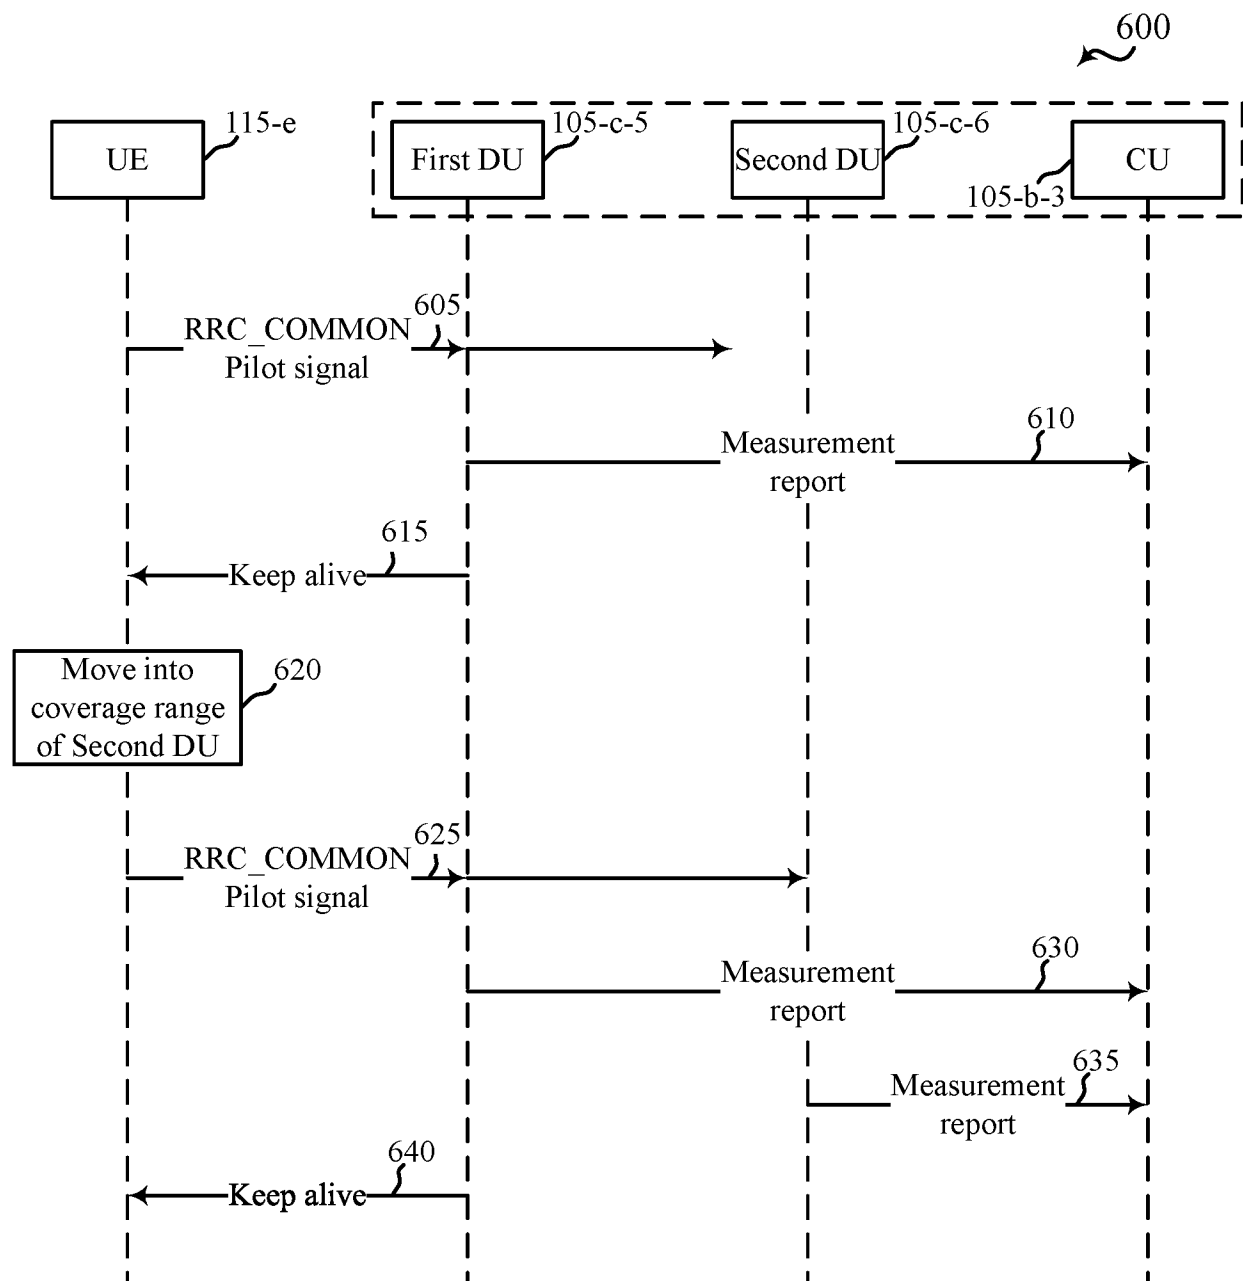 600
115-e
105-c-5
105-c-6
UE
First DU
Second DU
CU
105-b-3
605
RRC_COMMON
Pilot signal
610
Measurement
report
615
Keep alive
Move into
coverage range
of Second DU
620
625
RRC_COMMON
Pilot signal
630
Measurement
report
635
Measurement
report
640
Keep alive